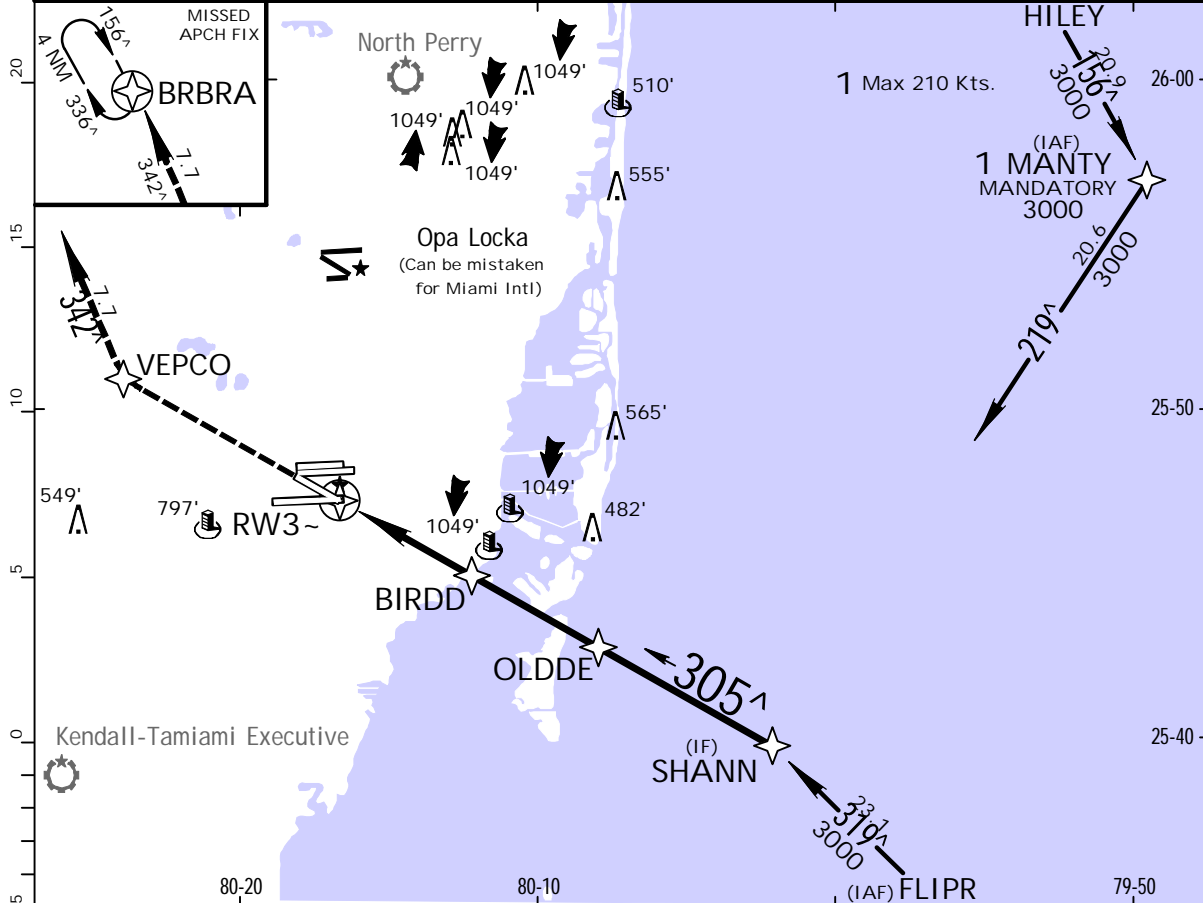 MISSED
APCH FIX
156^
4 NM
336^
BRBRA
7.7
342^
North Perry
1049'
1049'
1049'
1049'
510'
555'
1 Max 210 Kts.
HILEY
20.9
156^
3000
26-00
(IAF)
1 MANTY
MANDATORY
3000
20.6
3000
219^
20
15
10
5
0
5
Opa Locka
(Can be mistaken
for Miami Intl)
7.7
342^
VEPCO
565'
25-50
549'
797'
RW3~
1049'
1049'
482'
BIRDD
OLDDE
305^
(IF)
SHANN
25-40
Kendall-Tamiami Executive
23.1
319^
3000
(IAF) FLIPR
80-20
80-10
79-50